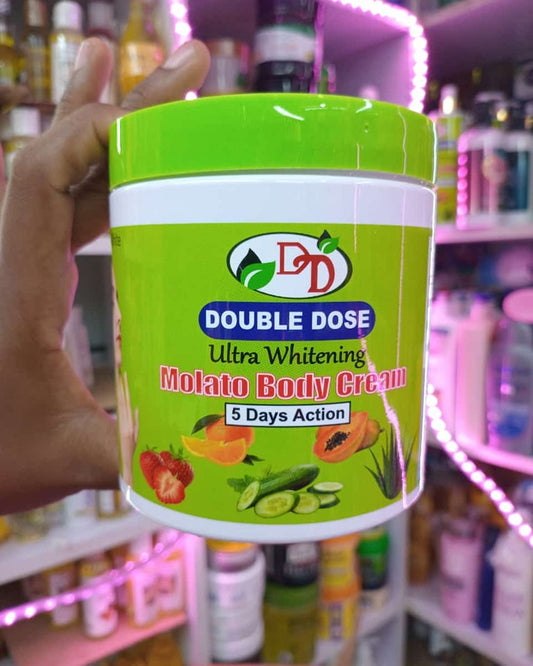 DD
DOUBLE DOSE
Ultra Whitening
Molato Body Cream
5 Days Action